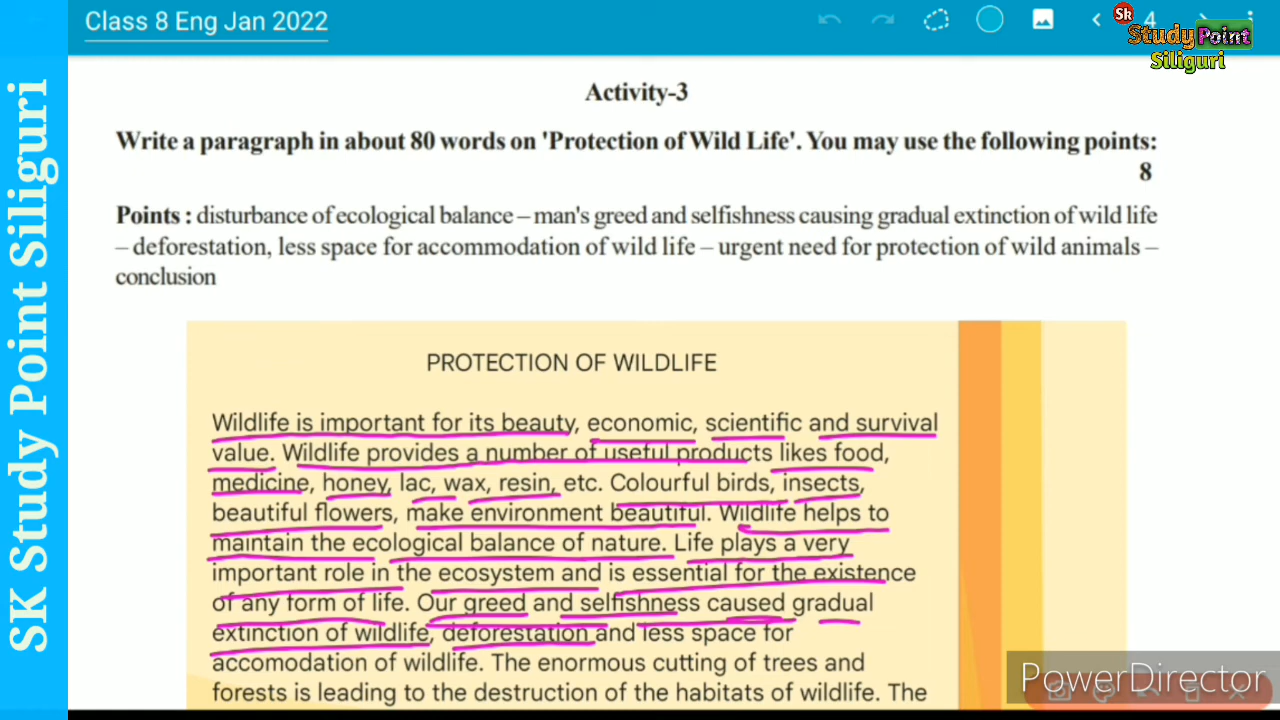 Class 8 Eng Jan 2022
4
Sk
Study Point
Siliguri
SK Study Point Siliguri
Activity-3
Write a paragraph in about 80 words on 'Protection of Wild Life'. You may use the following points:
8
Points : disturbance of ecological balance – man's greed and selfishness causing gradual extinction of wild life
– deforestation, less space for accommodation of wild life – urgent need for protection of wild animals –
conclusion
PROTECTION OF WILDLIFE
Wildlife is important for its beauty, economic, scientific and survival
value. Wildlife provides a number of useful products likes food,
medicine, honey, lac, wax, resin, etc. Colourful birds, insects,
beautiful flowers, make environment beautiful. Wildlife helps to
maintain the ecological balance of nature. Life plays a very
important role in the ecosystem and is essential for the existence
of any form of life. Our greed and selfishness caused gradual
extinction of wildlife, deforestation and less space for
accomodation of wildlife. The enormous cutting of trees and
forests is leading to the destruction of the habitats of wildlife. The
PowerDirector